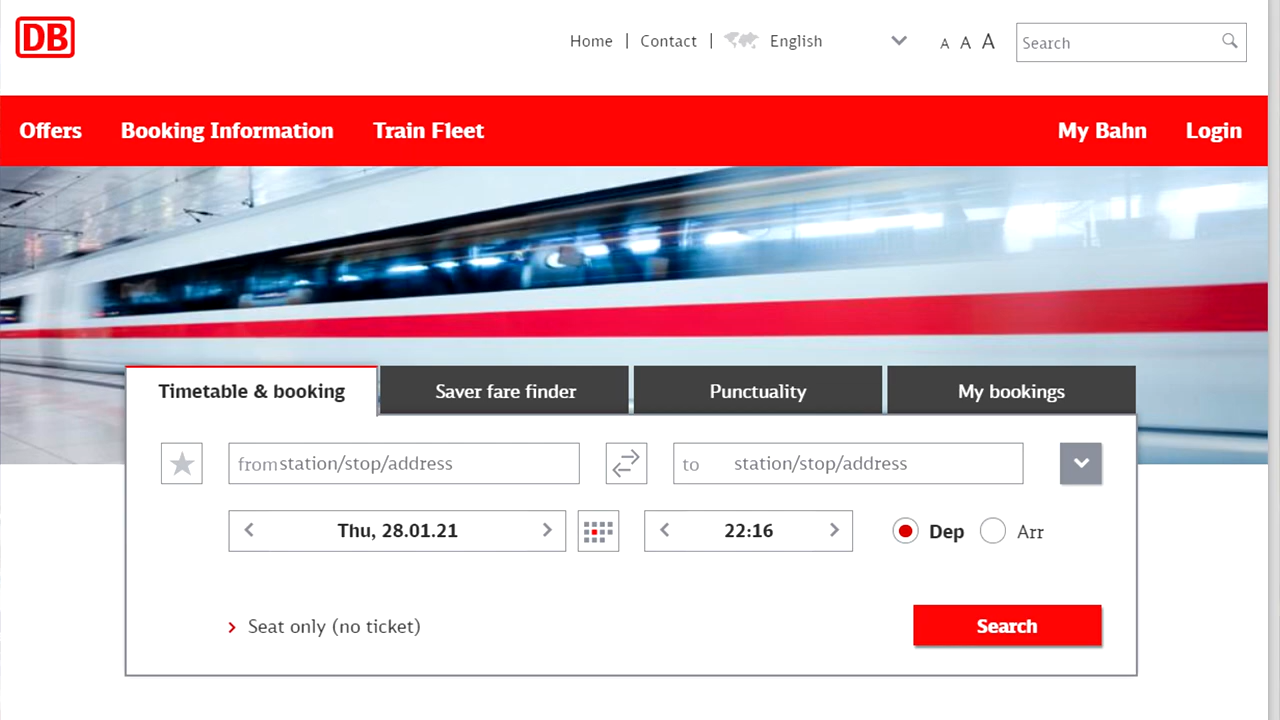 DB
Home | Contact | English
A A A
Search
Offers
Booking Information
Train Fleet
My Bahn
Login
Timetable & booking
Saver fare finder
Punctuality
My bookings
from station/stop/address
to station/stop/address
Thu, 28.01.21
22:16
Dep
Arr
Seat only (no ticket)
Search